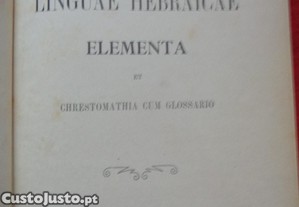 LINGUAE HEBRAICAE
ELEMENTA
ET
CHRESTOMATHIA CUM GLOSSARIO
CustoJusto.pt